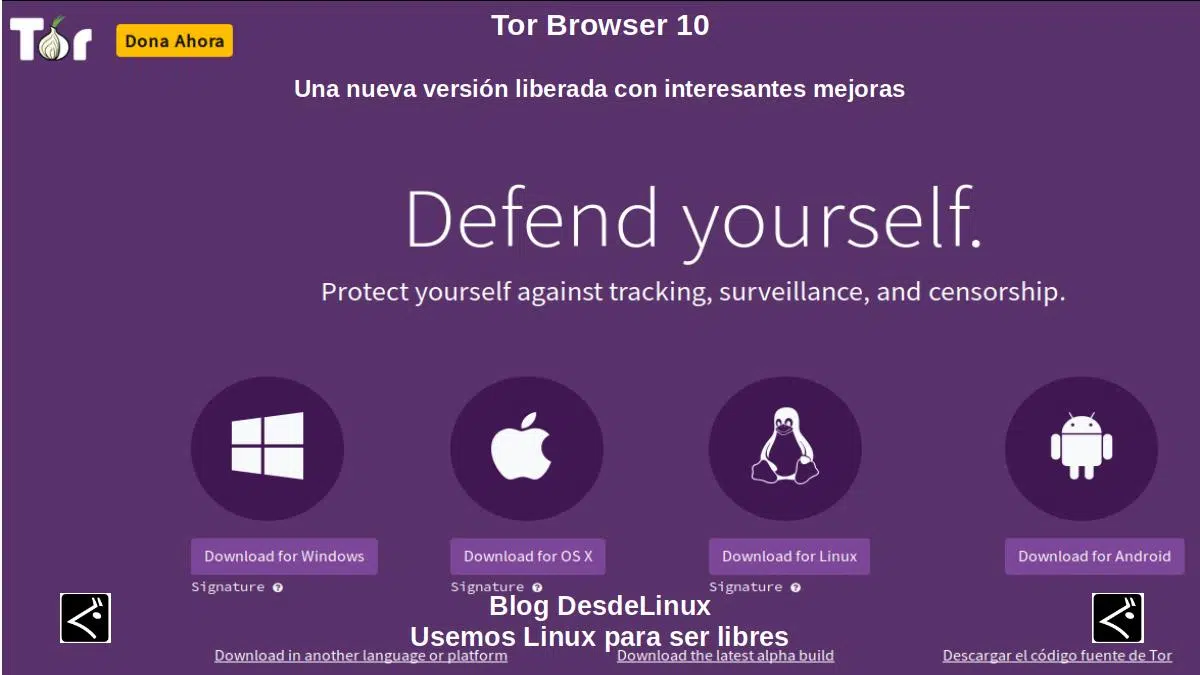 Tor
Dona Ahora
Tor Browser 10
Una nueva versión liberada con interesantes mejoras
Defend yourself.
Protect yourself against tracking, surveillance, and censorship.
Download for Windows
Download for OS X
Download for Linux
Download for Android
Signature ?
Signature ?
Signature ?
Blog DesdeLinux
Usemos Linux para ser libres
Download in another language or platform
Download the latest alpha build
Descargar el código fuente de Tor